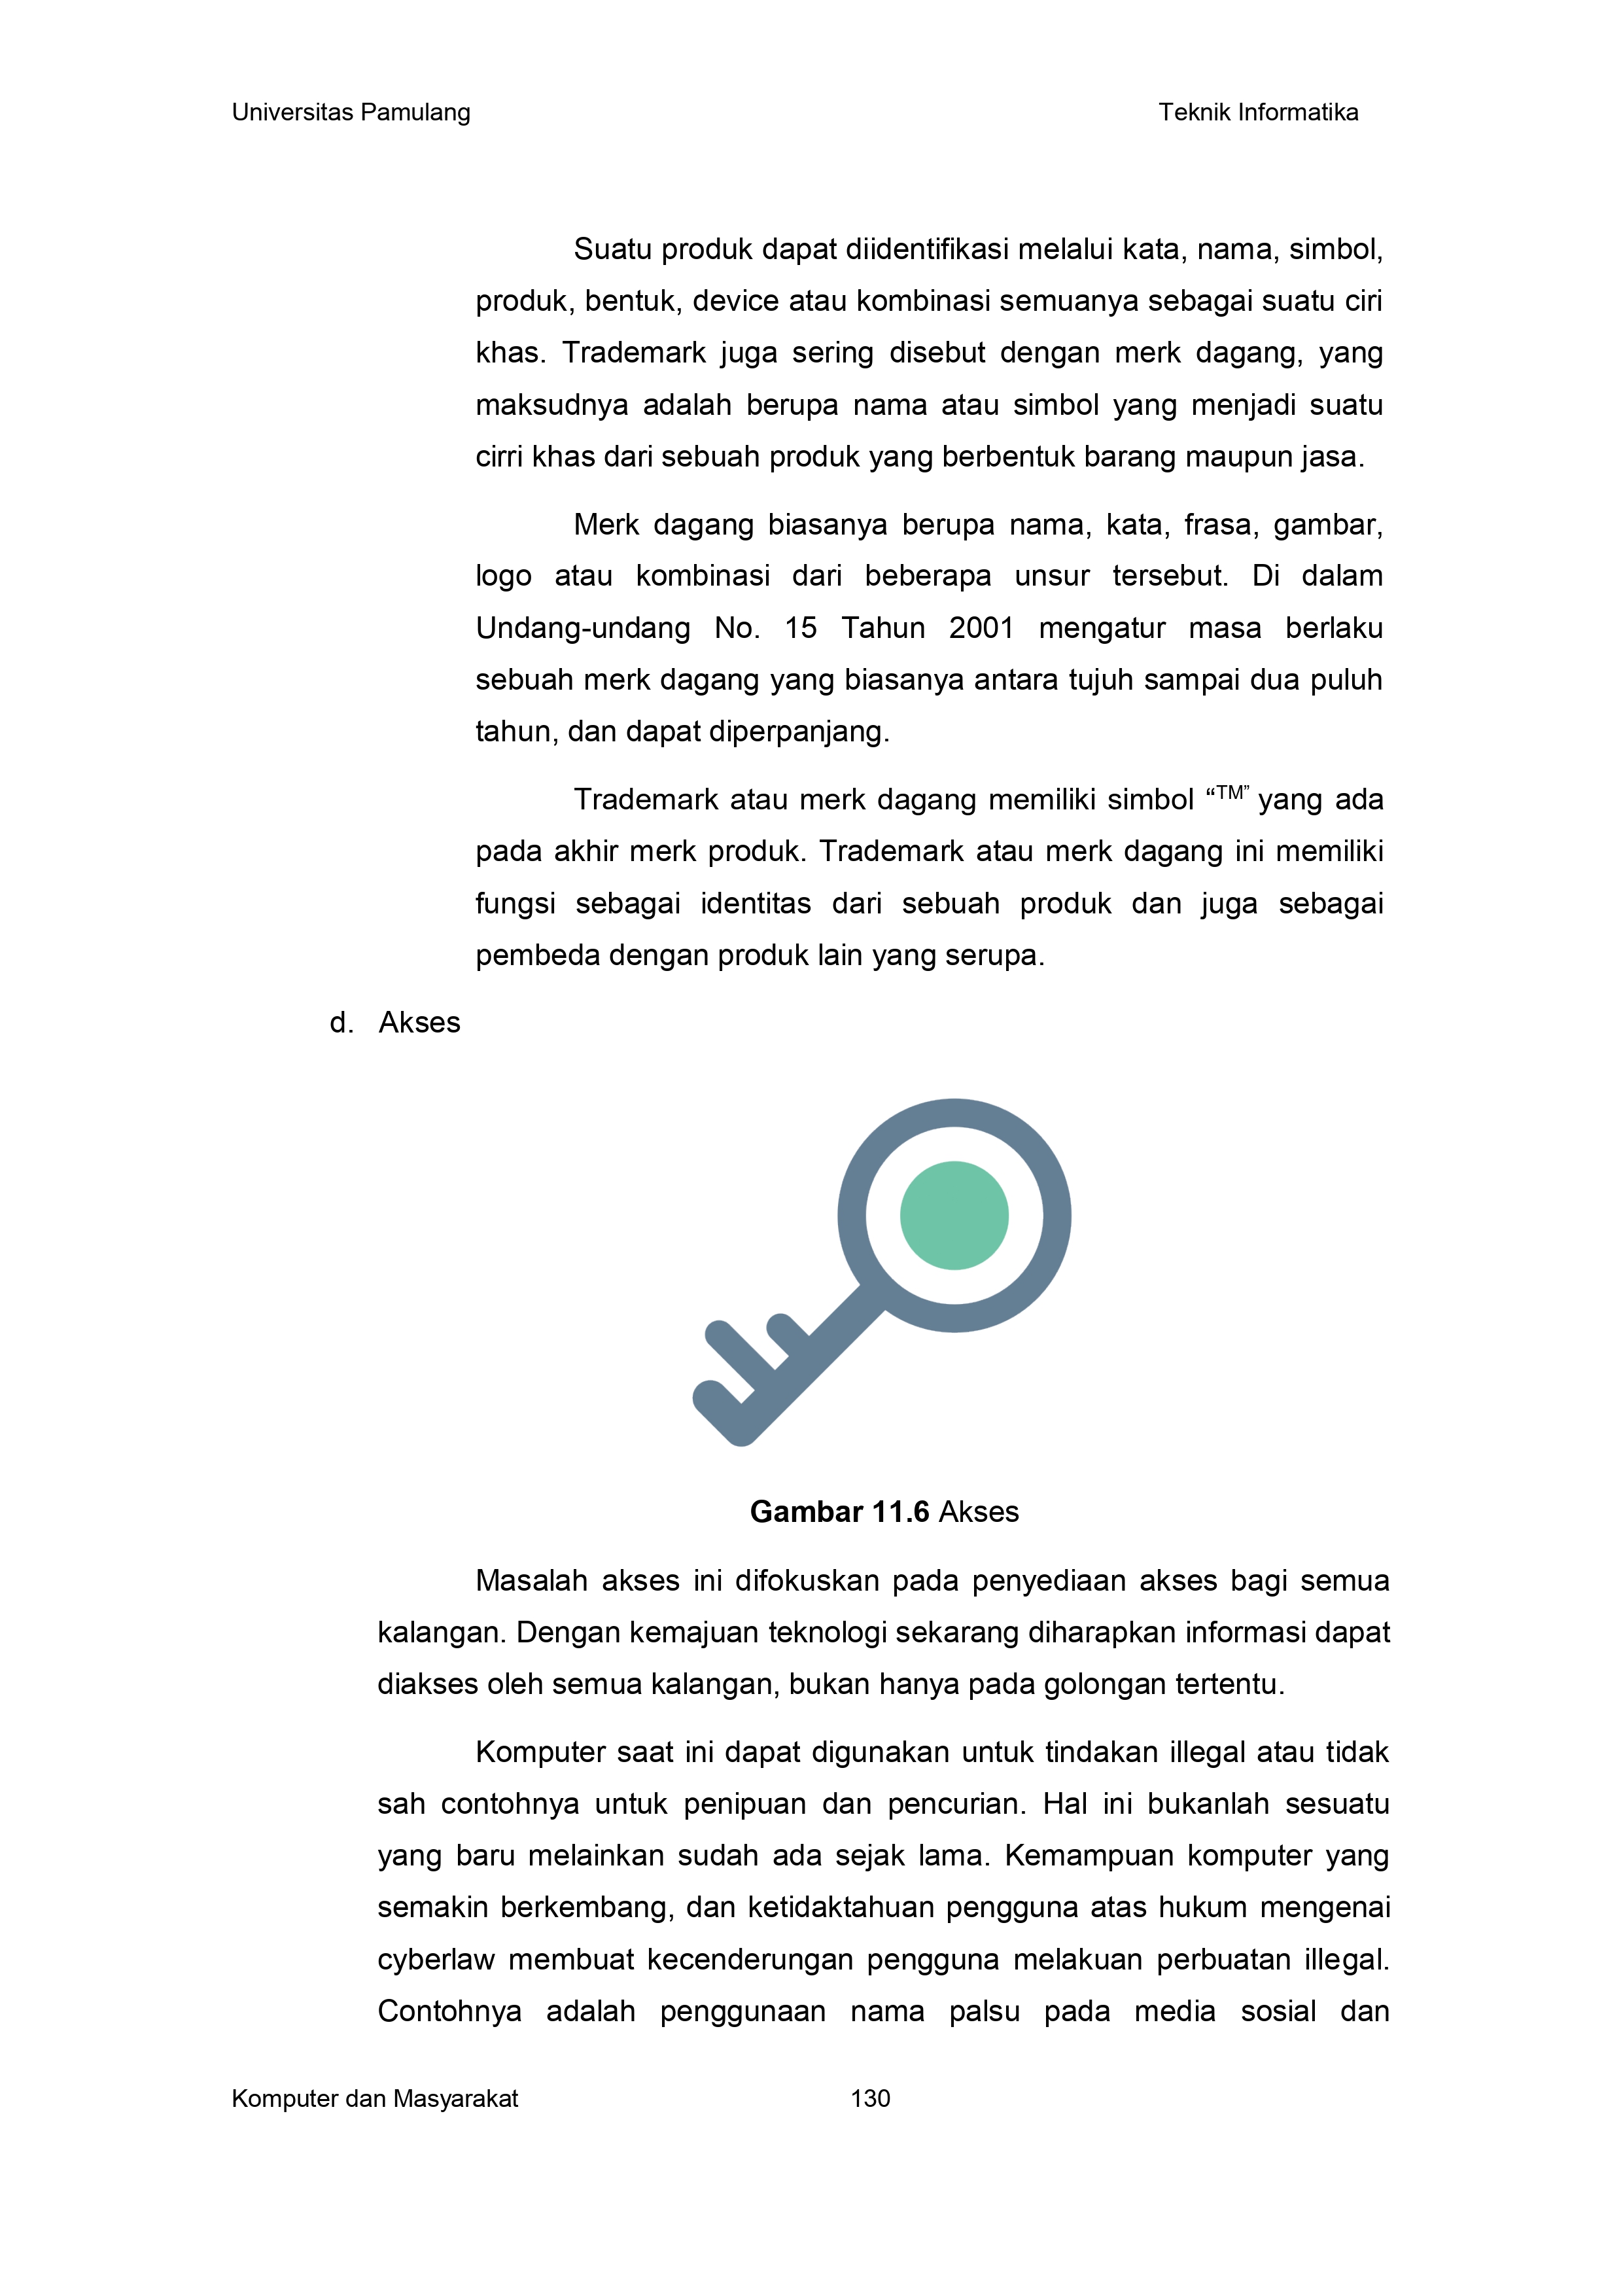 Universitas Pamulang Teknik Informatika
Suatu produk dapat diidentifikasi melalui kata, nama, simbol,
produk, bentuk, device atau kombinasi semuanya sebagai suatu ciri
khas. Trademark juga sering disebut dengan merk dagang, yang
maksudnya adalah berupa nama atau simbol yang menjadi suatu
cirri khas dari sebuah produk yang berbentuk barang maupun jasa.
Merk dagang biasanya berupa nama, kata, frasa, gambar,
logo atau kombinasi dari beberapa unsur tersebut. Di dalam
Undang-undang No. 15 Tahun 2001 mengatur masa berlaku
sebuah merk dagang yang biasanya antara tujuh sampai dua puluh
tahun, dan dapat diperpanjang.
Trademark atau merk dagang memiliki simbol “TM” yang ada
pada akhir merk produk. Trademark atau merk dagang ini memiliki
fungsi sebagai identitas dari sebuah produk dan juga sebagai
pembeda dengan produk lain yang serupa.
d. Akses
Gambar 11.6 Akses
Masalah akses ini difokuskan pada penyediaan akses bagi semua
kalangan. Dengan kemajuan teknologi sekarang diharapkan informasi dapat
diakses oleh semua kalangan, bukan hanya pada golongan tertentu.
Komputer saat ini dapat digunakan untuk tindakan illegal atau tidak
sah contohnya untuk penipuan dan pencurian. Hal ini bukanlah sesuatu
yang baru melainkan sudah ada sejak lama. Kemampuan komputer yang
semakin berkembang, dan ketidaktahuan pengguna atas hukum mengenai
cyberlaw membuat kecenderungan pengguna melakuan perbuatan illegal.
Contohnya adalah penggunaan nama palsu pada media sosial dan
Komputer dan Masyarakat 130